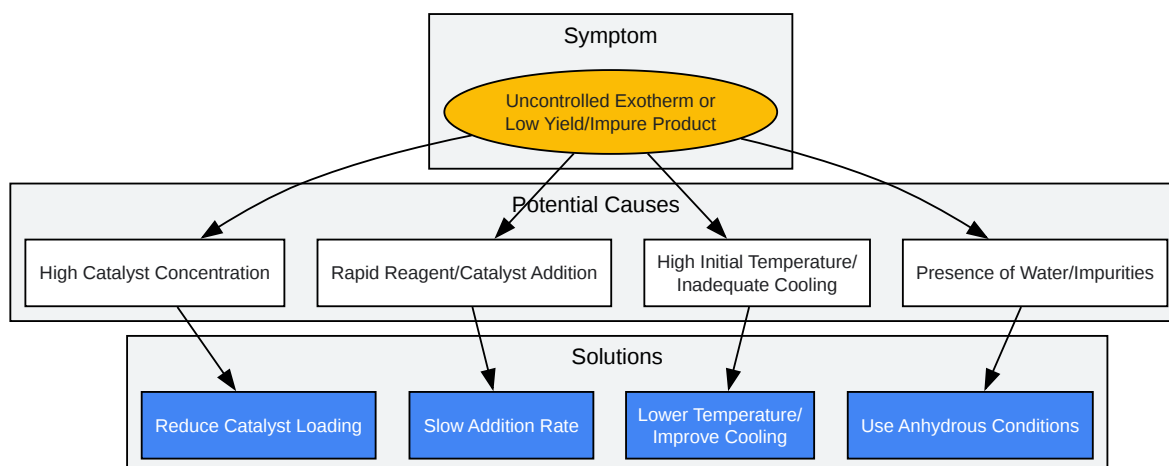 Symptom
Uncontrolled Exotherm or
Low Yield/Impure Product
Potential Causes
High Catalyst Concentration
Rapid Reagent/Catalyst Addition
High Initial Temperature/
Inadequate Cooling
Presence of Water/Impurities
Solutions
Reduce Catalyst Loading
Slow Addition Rate
Lower Temperature/
Improve Cooling
Use Anhydrous Conditions